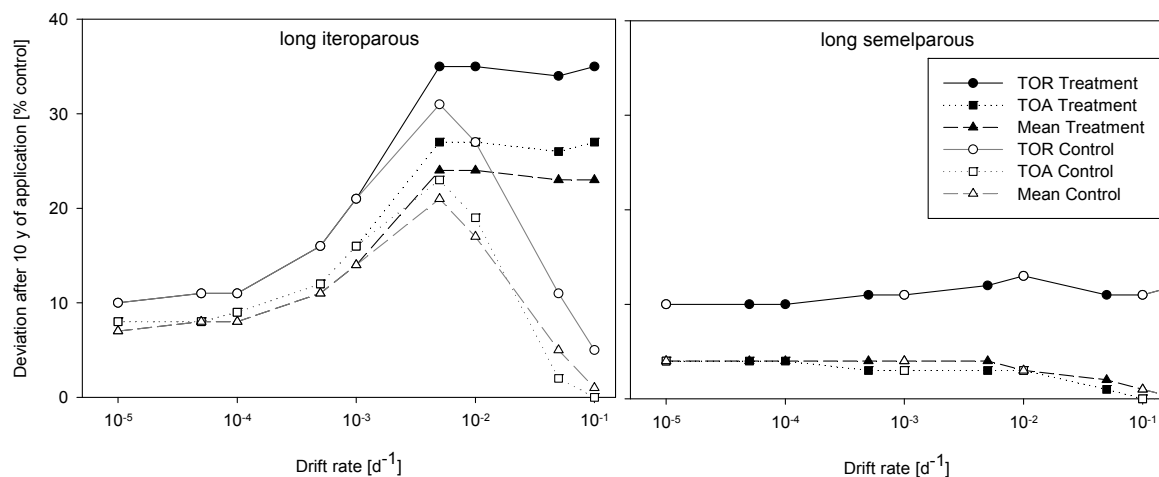 long iteroparous
long semelparous
Deviation after 10 y of application [% control]
40
30
20
10
0
TOR Treatment
TOA Treatment
Mean Treatment
TOR Control
TOA Control
Mean Control
10⁻⁵ 10⁻⁴ 10⁻³ 10⁻² 10⁻¹
10⁻⁵ 10⁻⁴ 10⁻³ 10⁻² 10⁻¹
Drift rate [d⁻¹]
Drift rate [d⁻¹]